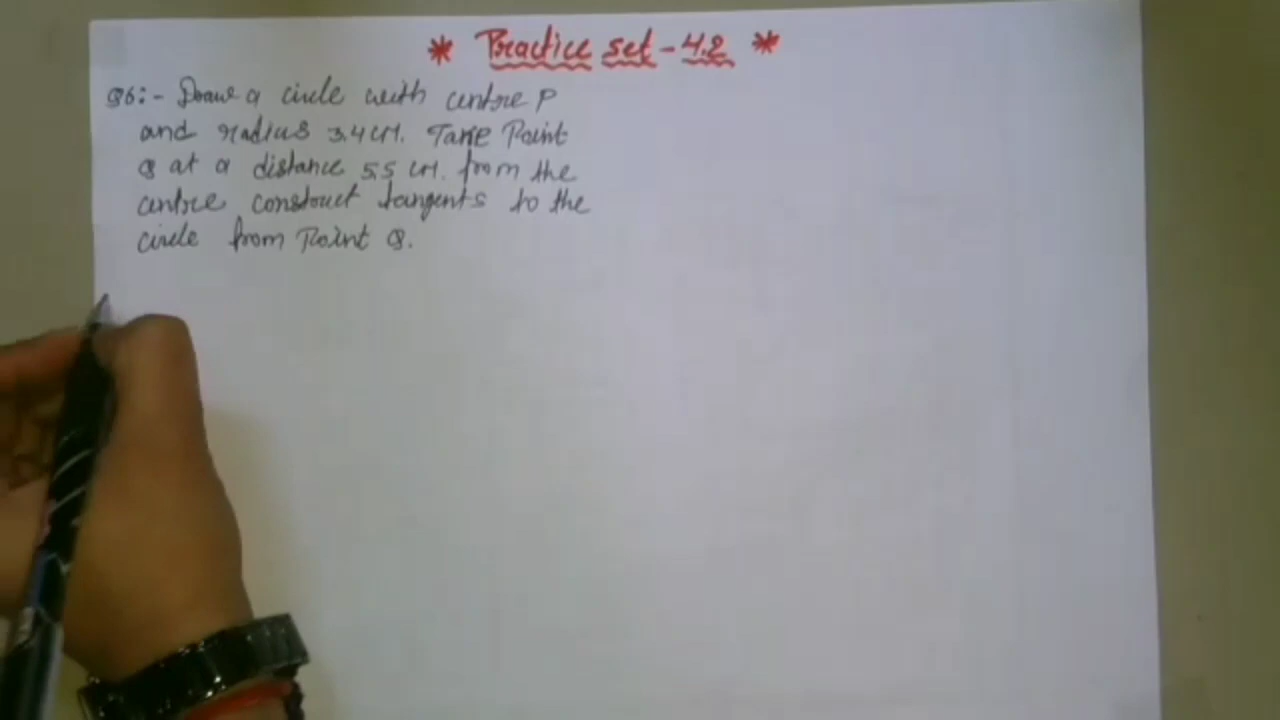 * Practice set - 4.2 *
Q6:- Draw a circle with centre P
and radius 3.4 cM. Take Point
Q at a distance 5.5 cM. from the
centre construct tangents to the
circle from Point Q.